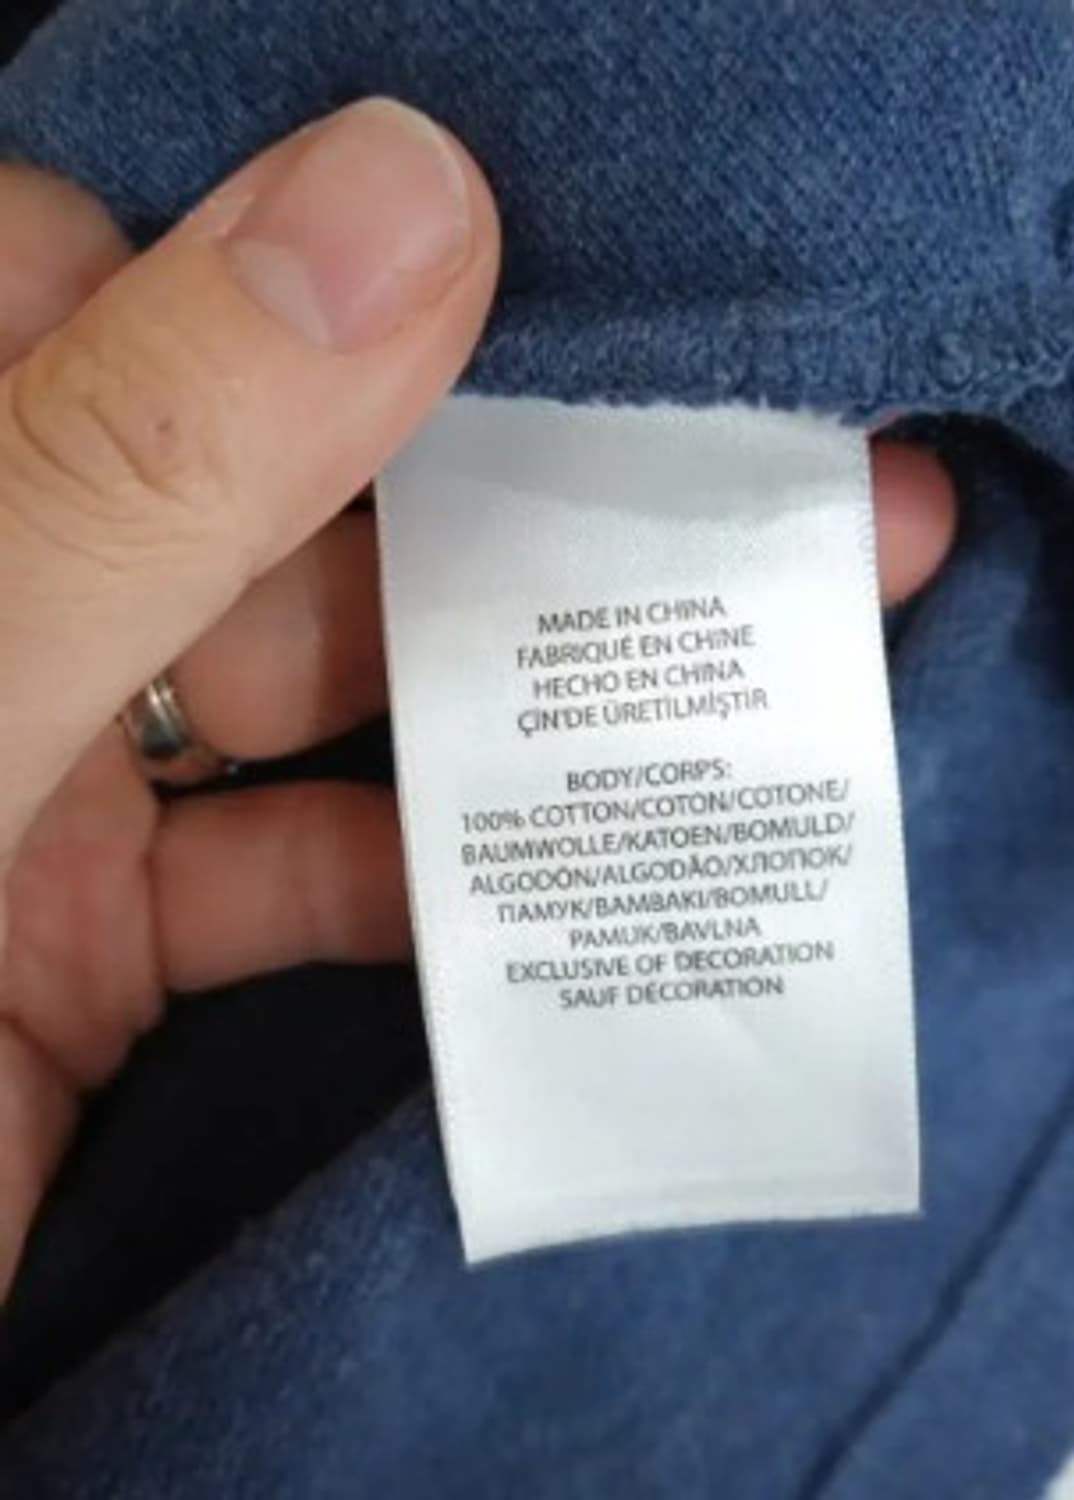 MADE IN CHINA
FABRIQUÉ EN CHINE
HECHO EN CHINA
ÇİN'DE ÜRETİLMİŞTİR
BODY/CORPS:
100% COTTON/COTON/COTONE/
BAUMWOLLE/KATOEN/BOMULD/
ALGODÓN/ALGODÃO/ХЛОПОК/
ПАМУК/ΒΑΜΒΑΚΙ/BOMULL/
PAMUK/BAVLNA
EXCLUSIVE OF DECORATION
SAUF DÉCORATION